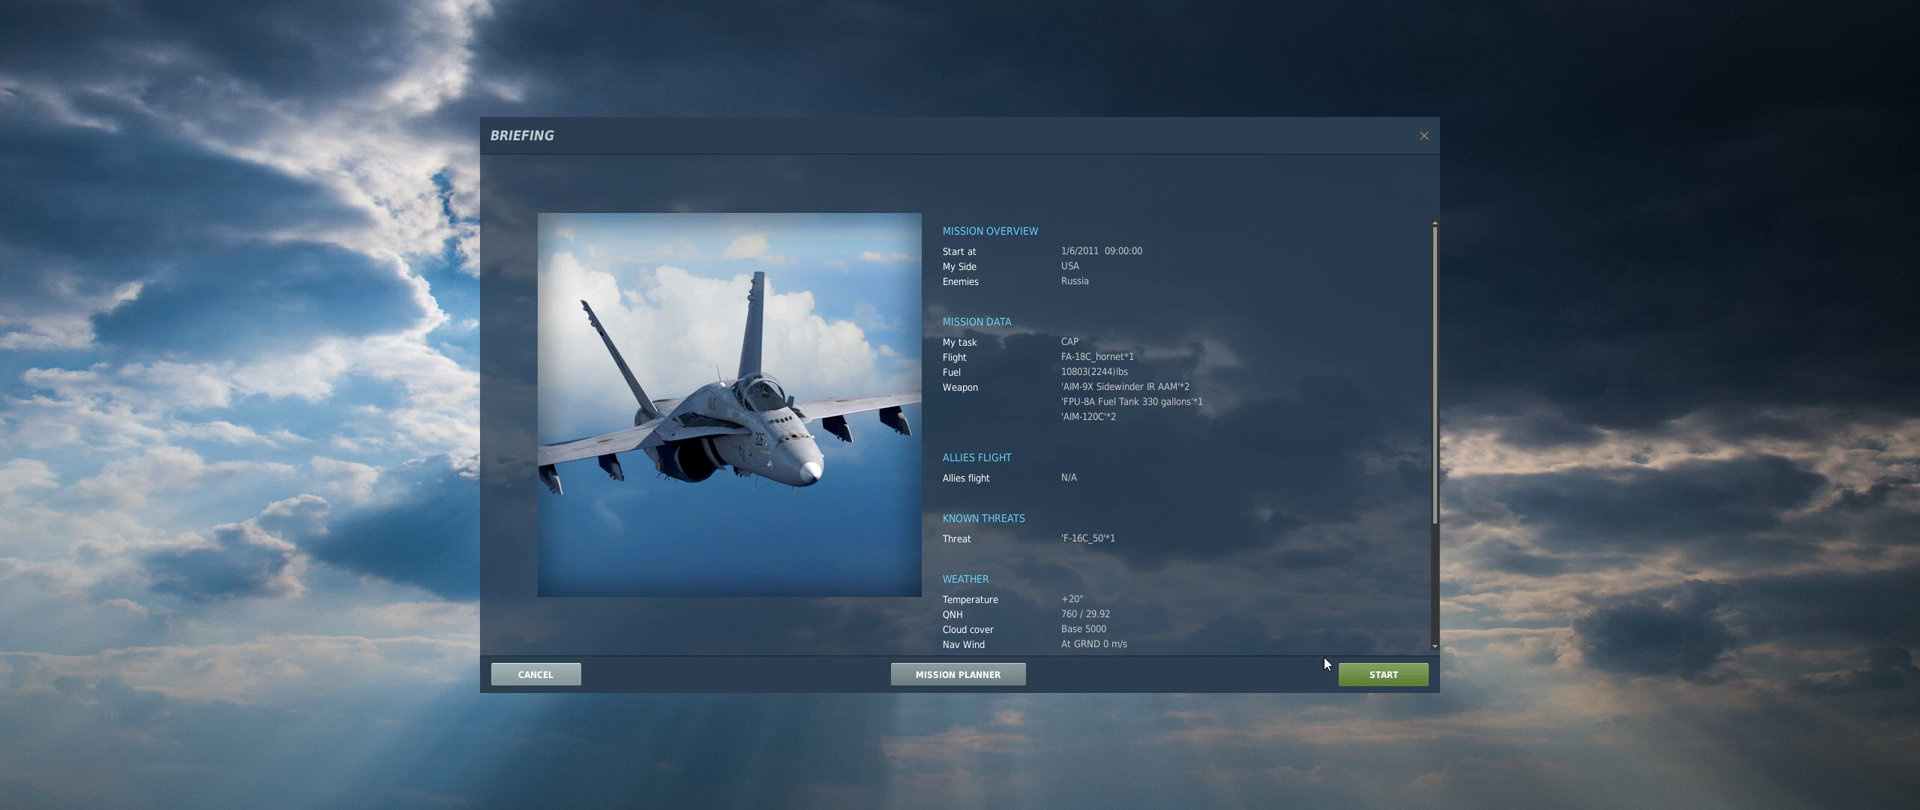 BRIEFING
MISSION OVERVIEW
Start at 1/6/2011 09:00:00
My Side USA
Enemies Russia
MISSION DATA
My task CAP
Flight FA-18C_hornet*1
Fuel 10803(2244)lbs
Weapon 'AIM-9X Sidewinder IR AAM'*2
'FPU-8A Fuel Tank 330 gallons'*1
'AIM-120C'*2
ALLIES FLIGHT
Allies flight N/A
KNOWN THREATS
Threat 'F-16C_50'*1
WEATHER
Temperature +20°
QNH 760 / 29.92
Cloud cover Base 5000
Nav Wind At GRND 0 m/s
CANCEL MISSION PLANNER START